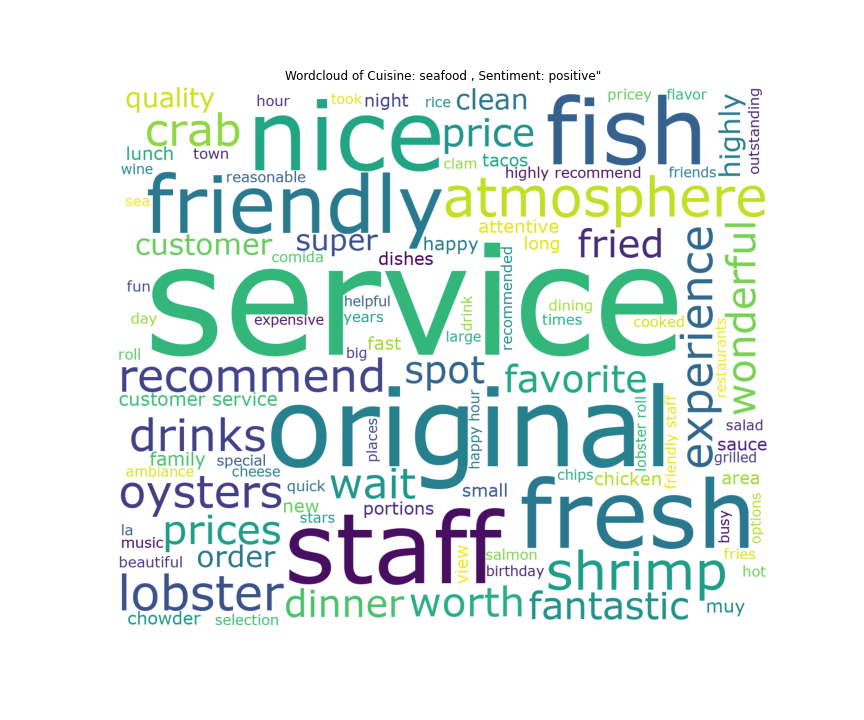 Wordcloud of Cuisine: seafood , Sentiment: positive"
quality
hour
took
night
rice
clean
pricey
flavor
highly
outstanding
crab
nice
price
fish
lunch
town
clam
tacos
wine
reasonable
highly recommend
friends
sea
friendly
atmosphere
customer
super
happy
attentive
long
fried
comida
dishes
recommended
experience
wonderful
fun
service
helpful
drink
dining
day
expensive
years
large
times
cooked
restaurants
roll
big
fast
recommend
spot
favorite
customer service
original
places
happy hour
lobster roll
friendly staff
salad
drinks
sauce
family
special
grilled
ambiance
cheese
chips
chicken
area
oysters
quick
wait
small
fresh
options
new
portions
busy
la
prices
stars
staff
music
order
view
salmon
fries
beautiful
birthday
shrimp
hot
lobster
dinner
worth
fantastic
muy
chowder
selection